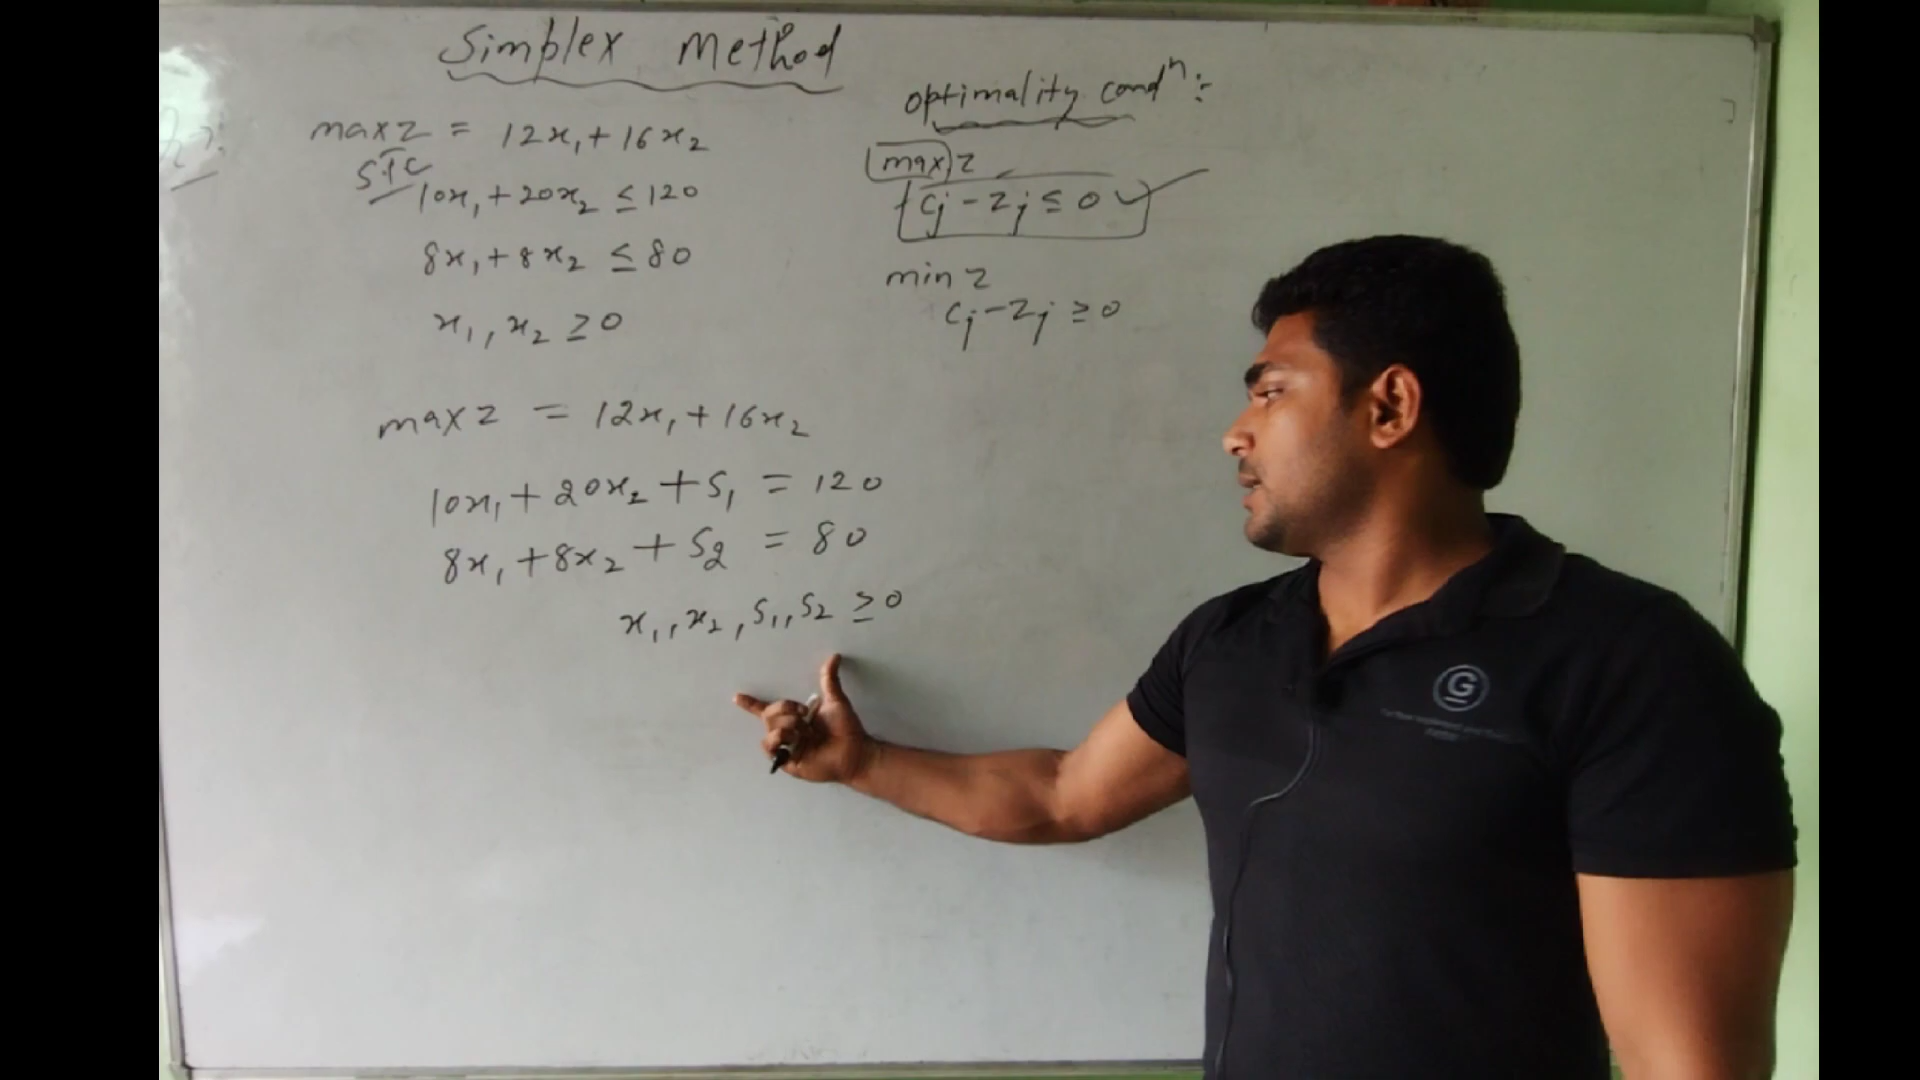 Simplex Method
max z = 12x₁ + 16x₂
STC
10x₁ + 20x₂ ≤ 120
8x₁ + 8x₂ ≤ 80
x₁, x₂ ≥ 0
max z = 12x₁ + 16x₂
10x₁ + 20x₂ + S₁ = 120
8x₁ + 8x₂ + S₂ = 80
x₁, x₂, S₁, S₂ ≥ 0
optimality condⁿ:
max z
Cj - Zj ≤ 0
min z
Cj - Zj ≥ 0
G